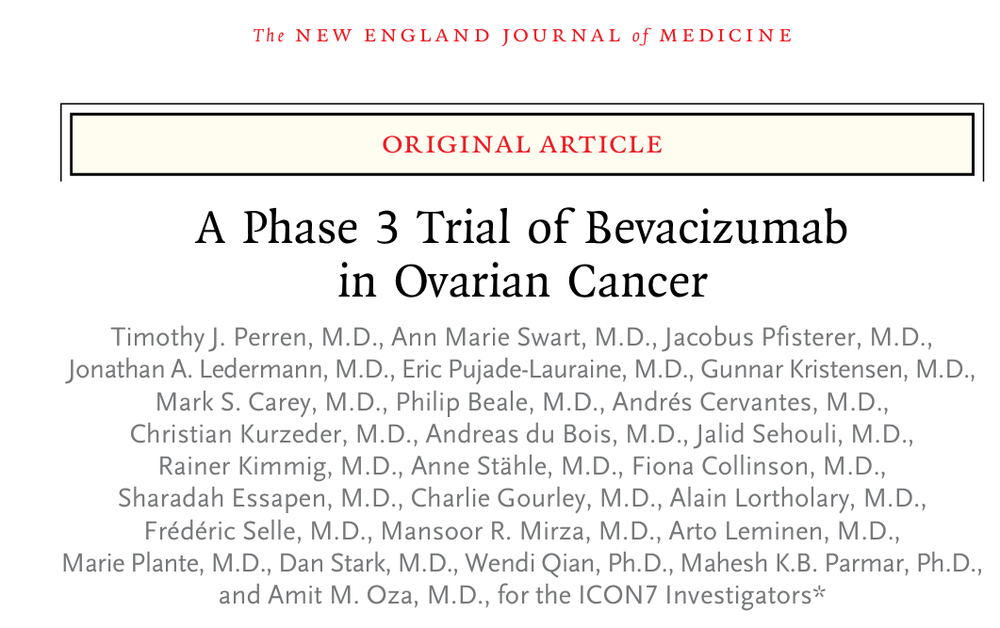 The NEW ENGLAND JOURNAL of MEDICINE
ORIGINAL ARTICLE
A Phase 3 Trial of Bevacizumab
in Ovarian Cancer
Timothy J. Perren, M.D., Ann Marie Swart, M.D., Jacobus Pfisterer, M.D.,
Jonathan A. Ledermann, M.D., Eric Pujade-Lauraine, M.D., Gunnar Kristensen, M.D.,
Mark S. Carey, M.D., Philip Beale, M.D., Andrés Cervantes, M.D.,
Christian Kurzeder, M.D., Andreas du Bois, M.D., Jalid Sehouli, M.D.,
Rainer Kimmig, M.D., Anne Stähle, M.D., Fiona Collinson, M.D.,
Sharadah Essapen, M.D., Charlie Gourley, M.D., Alain Lortholary, M.D.,
Frédéric Selle, M.D., Mansoor R. Mirza, M.D., Arto Leminen, M.D.,
Marie Plante, M.D., Dan Stark, M.D., Wendi Qian, Ph.D., Mahesh K.B. Parmar, Ph.D.,
and Amit M. Oza, M.D., for the ICON7 Investigators*